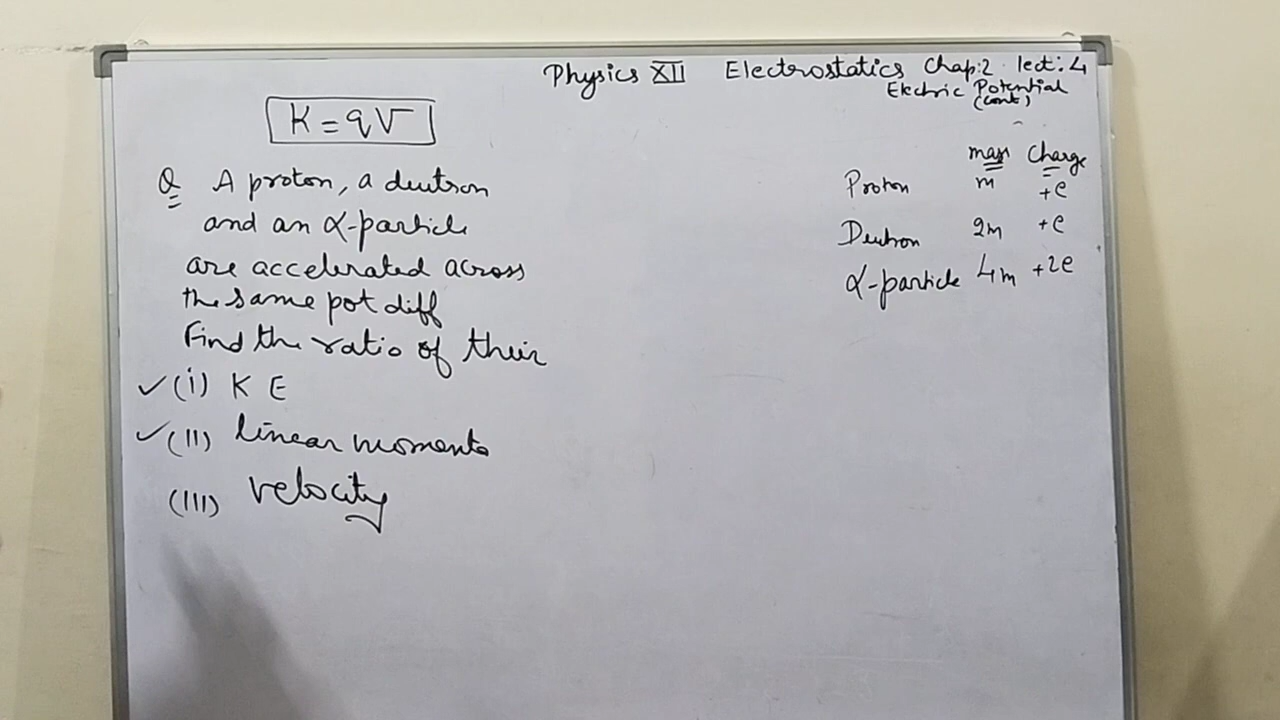 Physics XII Electrostatics Chap:2 lect:4
Electric Potential
(cont)
K = qV
Q A proton, a deutron
and an α-particle
are accelerated across
the same pot diff
Find the ratio of their
✓ (i) K E
✓ (II) linear momento
(III) velocity
mass Charge
Proton m +e
Deutron 2m +e
α-particle 4m +2e